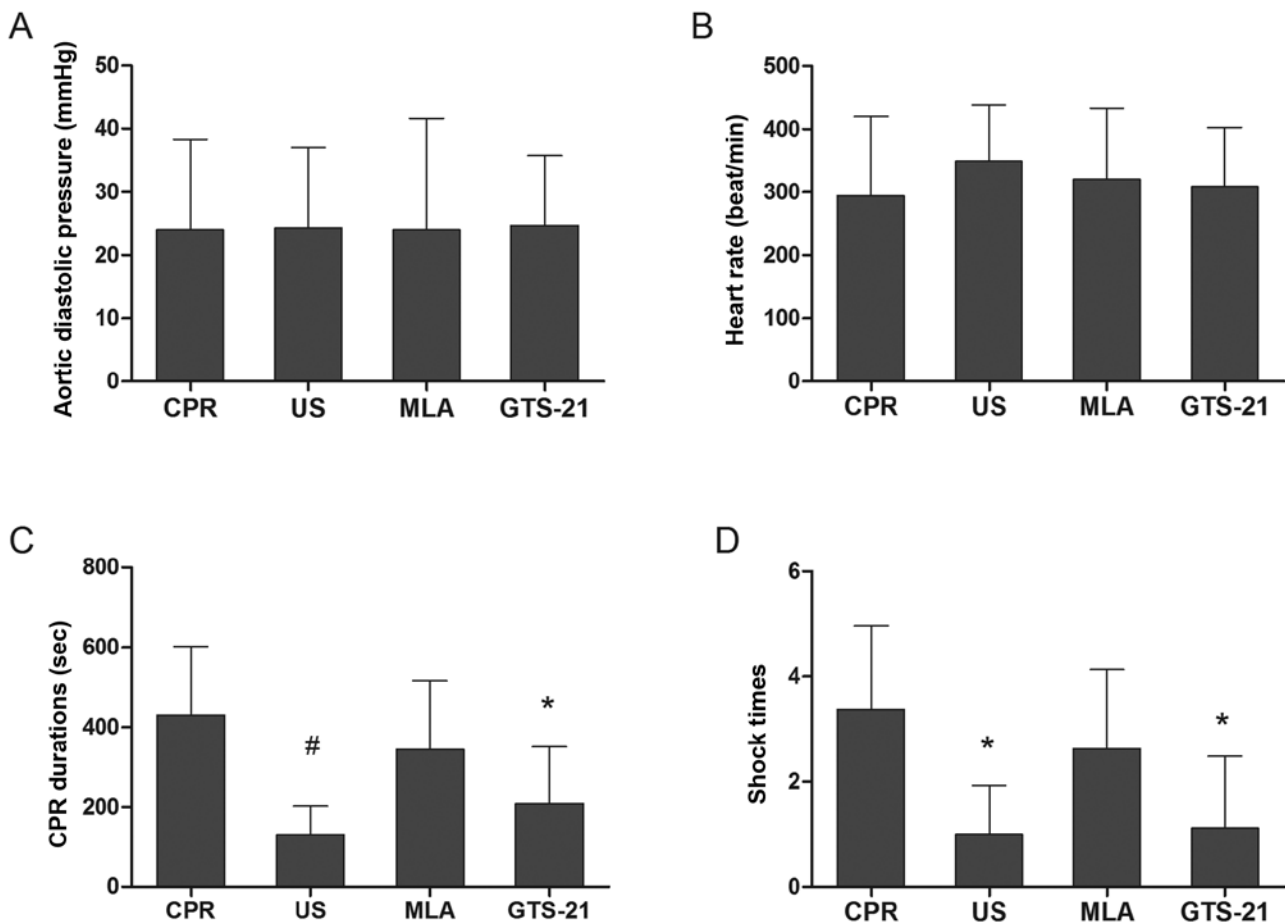 A
Aortic diastolic pressure (mmHg)
50
40
30
20
10
0
CPR US MLA GTS-21
B
Heart rate (beat/min)
500
400
300
200
100
0
CPR US MLA GTS-21
C
CPR durations (sec)
800
600
400
200
0
#
*
CPR US MLA GTS-21
D
Shock times
6
4
2
0
*
*
CPR US MLA GTS-21